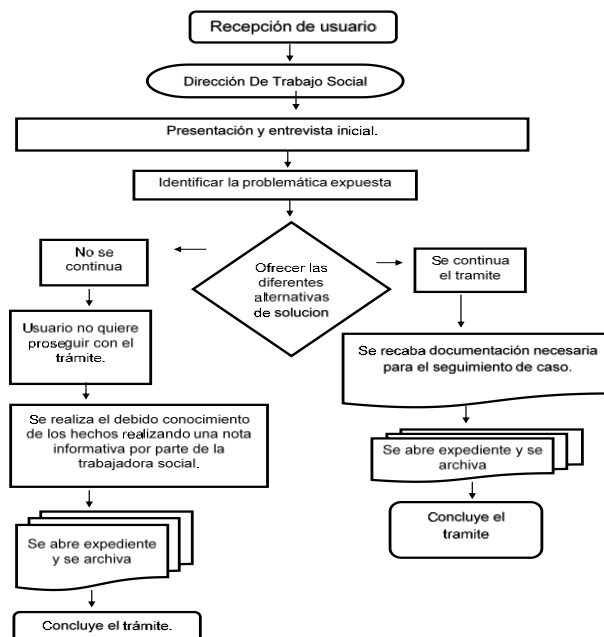 Recepción de usuario
Dirección De Trabajo Social
Presentación y entrevista inicial.
Identificar la problemática expuesta
Ofrecer las
diferentes
alternativas
de solucion
No se
continua
Usuario no quiere
proseguir con el
trámite.
Se realiza el debido conocimiento
de los hechos realizando una nota
informativa por parte de la
trabajadora social.
Se abre expediente
y se archiva
Concluye el trámite.
Se continua
el tramite
Se recaba documentación necesaria
para el seguimiento de caso.
Se abre expediente y se
archiva
Concluye el
tramite